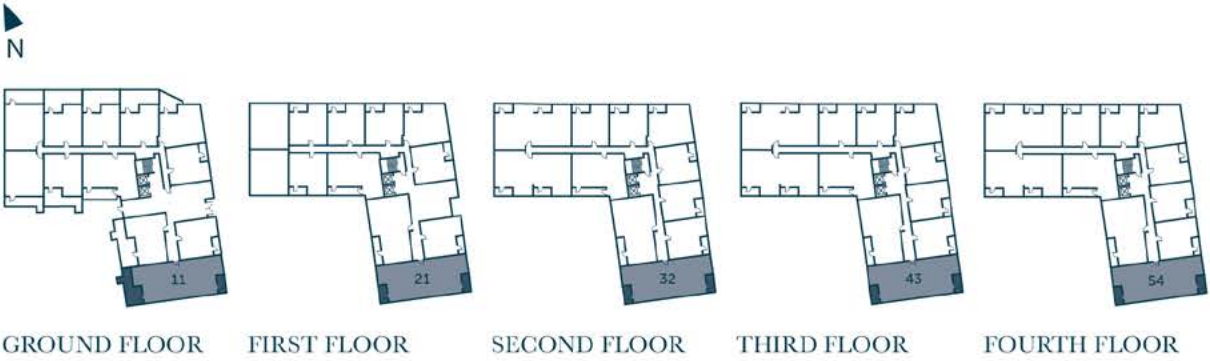 N
11
21
32
43
54
GROUND FLOOR
FIRST FLOOR
SECOND FLOOR
THIRD FLOOR
FOURTH FLOOR